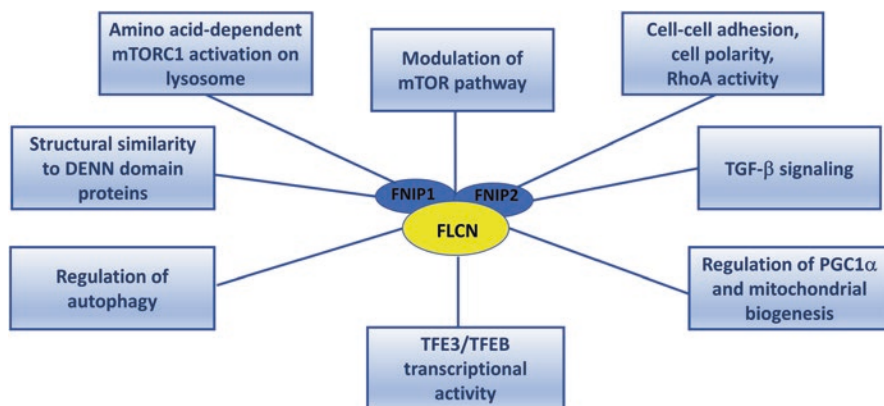 Amino acid-dependent
mTORC1 activation on
lysosome
Modulation of
mTOR pathway
Cell-cell adhesion,
cell polarity,
RhoA activity
Structural similarity
to DENN domain
proteins
FNIP1
FNIP2
FLCN
TGF-β signaling
Regulation of
autophagy
Regulation of PGC1α
and mitochondrial
biogenesis
TFE3/TFEB
transcriptional
activity